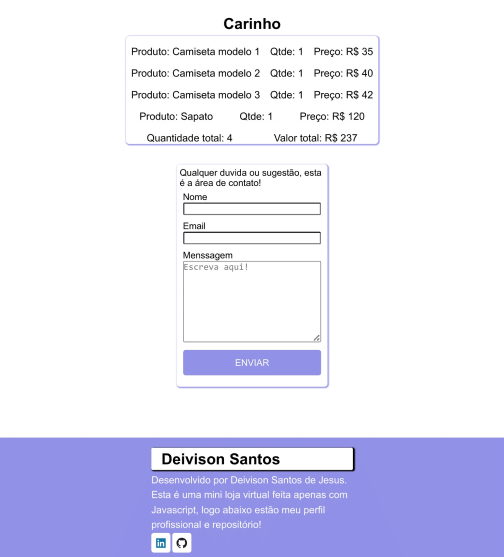 Carinho
Produto: Camiseta modelo 1 Qtde: 1 Preço: R$ 35
Produto: Camiseta modelo 2 Qtde: 1 Preço: R$ 40
Produto: Camiseta modelo 3 Qtde: 1 Preço: R$ 42
Produto: Sapato Qtde: 1 Preço: R$ 120
Quantidade total: 4 Valor total: R$ 237
Qualquer duvida ou sugestão, esta
é a área de contato!
Nome
Email
Menssagem
Escreva aqui!
ENVIAR
Deivison Santos
Desenvolvido por Deivison Santos de Jesus.
Esta é uma mini loja virtual feita apenas com
Javascript, logo abaixo estão meu perfil
profissional e repositório!
in